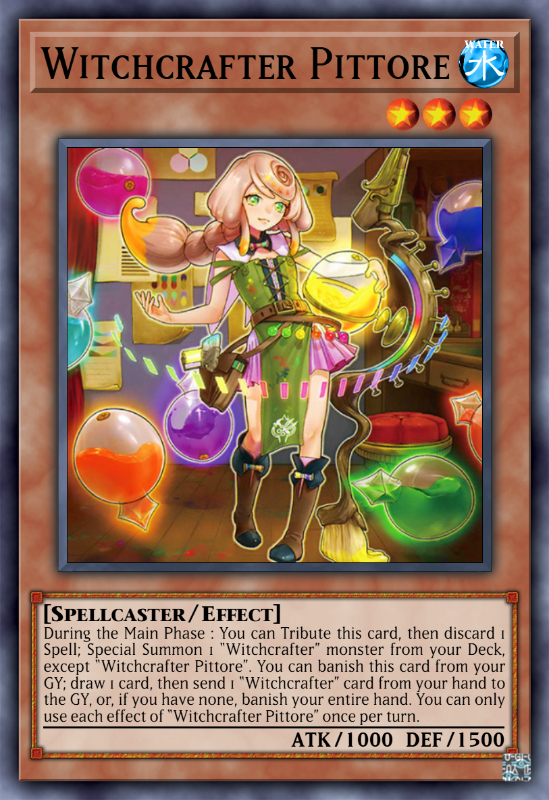 Witchcrafter Pittore
WATER
水
[Spellcaster/Effect]
During the Main Phase : You can Tribute this card, then discard 1
Spell; Special Summon 1 "Witchcrafter" monster from your Deck,
except "Witchcrafter Pittore". You can banish this card from your
GY; draw 1 card, then send 1 "Witchcrafter" card from your hand to
the GY, or, if you have none, banish your entire hand. You can only
use each effect of "Witchcrafter Pittore" once per turn.
ATK/1000 DEF/1500